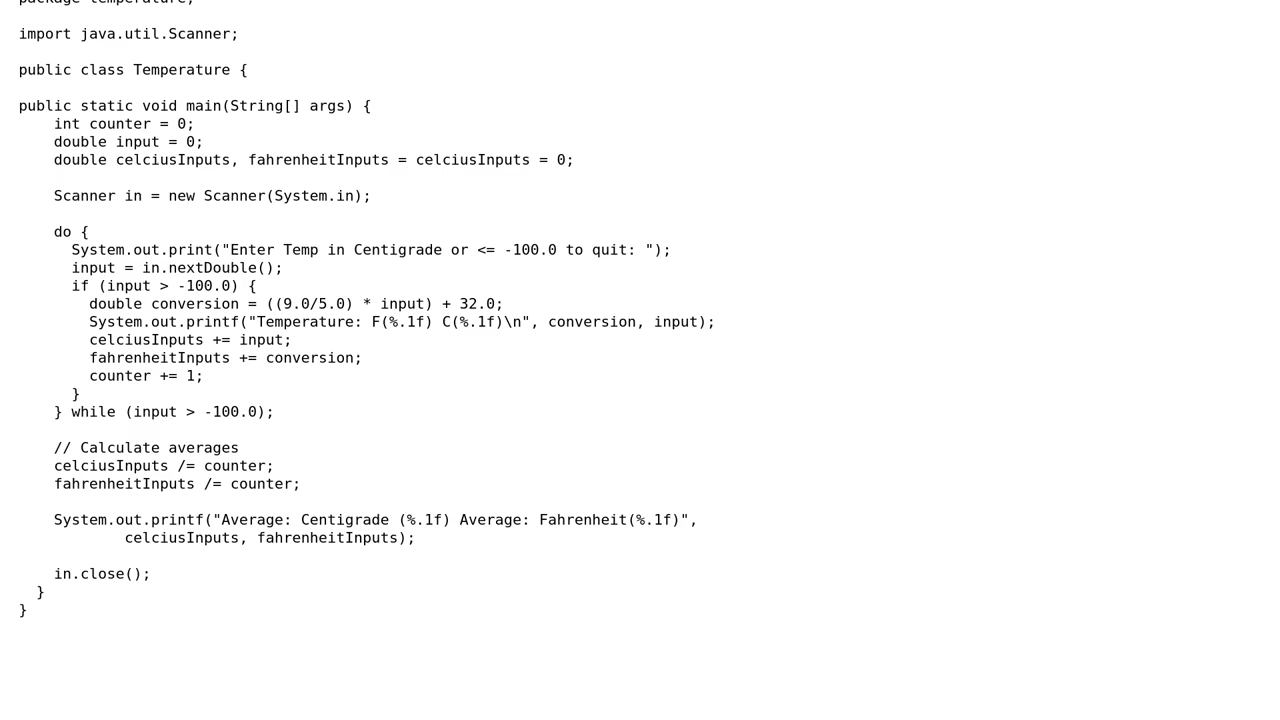 package temperature;
import java.util.Scanner;
public class Temperature {
public static void main(String[] args) {
int counter = 0;
double input = 0;
double celciusInputs, fahrenheitInputs = celciusInputs = 0;
Scanner in = new Scanner(System.in);
do {
System.out.print("Enter Temp in Centigrade or <= -100.0 to quit: ");
input = in.nextDouble();
if (input > -100.0) {
double conversion = ((9.0/5.0) * input) + 32.0;
System.out.printf("Temperature: F(%.1f) C(%.1f)\n", conversion, input);
celciusInputs += input;
fahrenheitInputs += conversion;
counter += 1;
}
} while (input > -100.0);
// Calculate averages
celciusInputs /= counter;
fahrenheitInputs /= counter;
System.out.printf("Average: Centigrade (%.1f) Average: Fahrenheit(%.1f)",
celciusInputs, fahrenheitInputs);
in.close();
}
}